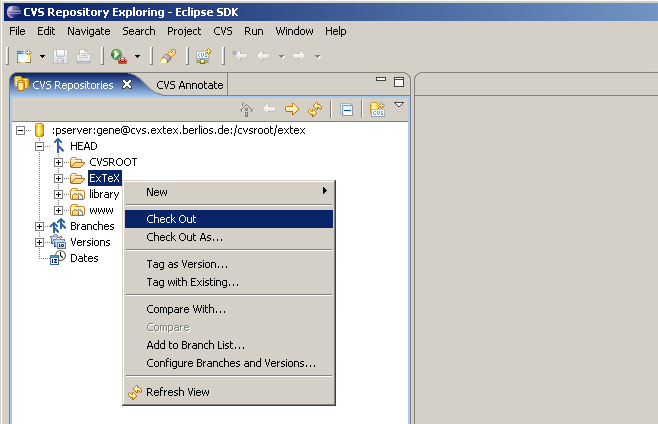 CVS Repository Exploring - Eclipse SDK
File Edit Navigate Search Project CVS Run Window Help
CVS Repositories CVS Annotate
:pserver:gene@cvs.extex.berlios.de:/cvsroot/extex
HEAD
CVSROOT
ExTeX
library
www
Branches
Versions
Dates
New
Check Out
Check Out As...
Tag as Version...
Tag with Existing...
Compare With...
Compare
Add to Branch List...
Configure Branches and Versions...
Refresh View